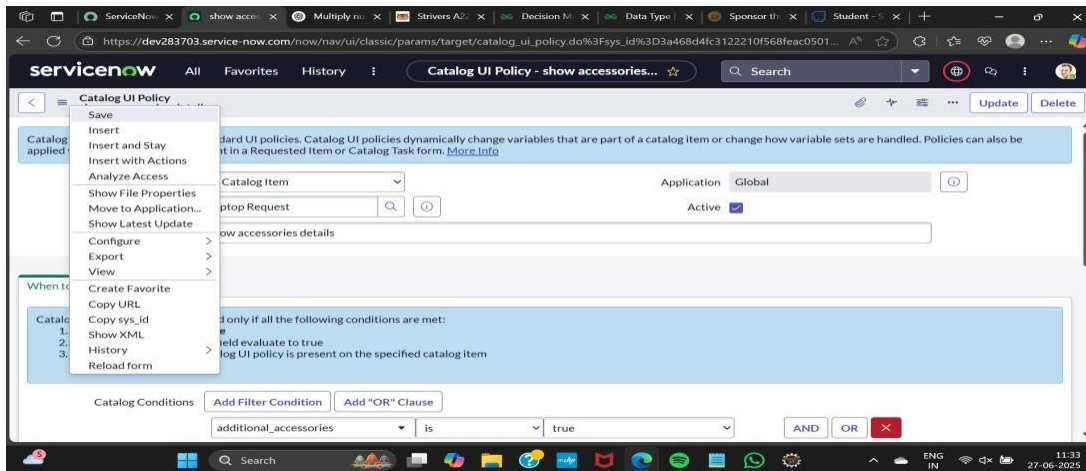 ServiceNow
show acces
Multiply nu
Strivers A2
Decision M
Data Type
Sponsor th
Student - S
https://dev283703.service-now.com/now/nav/ui/classic/params/target/catalog_ui_policy.do%3Fsys_id%3D3a468d4fc3122210f568feac0501...
servicenow
All
Favorites
History
Catalog UI Policy - show accessories...
Search
Catalog UI Policy
Update
Delete
Save
Insert
Insert and Stay
Insert with Actions
Analyze Access
Show File Properties
Move to Application...
Show Latest Update
Configure
Export
View
Create Favorite
Copy URL
Copy sys_id
Show XML
History
Reload form
Catalog
dard UI policies. Catalog UI policies dynamically change variables that are part of a catalog item or change how variable sets are handled. Policies can also be
applied
t in a Requested Item or Catalog Task form. More Info
Catalog Item
Application Global
ptop Request
Active
ow accessories details
When to
Catalo
d only if all the following conditions are met:
1.
e
2.
ield evaluate to true
3.
log UI policy is present on the specified catalog item
Catalog Conditions
Add Filter Condition
Add "OR" Clause
additional_accessories
is
true
AND
OR
Search
ENG
IN
11:33
27-06-2025